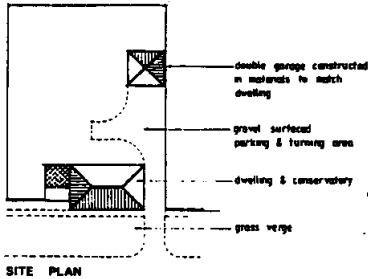 double garage constructed
in materials to match
dwelling
gravel surfaced
parking & turning area
dwelling & conservatory
grass verge
SITE PLAN